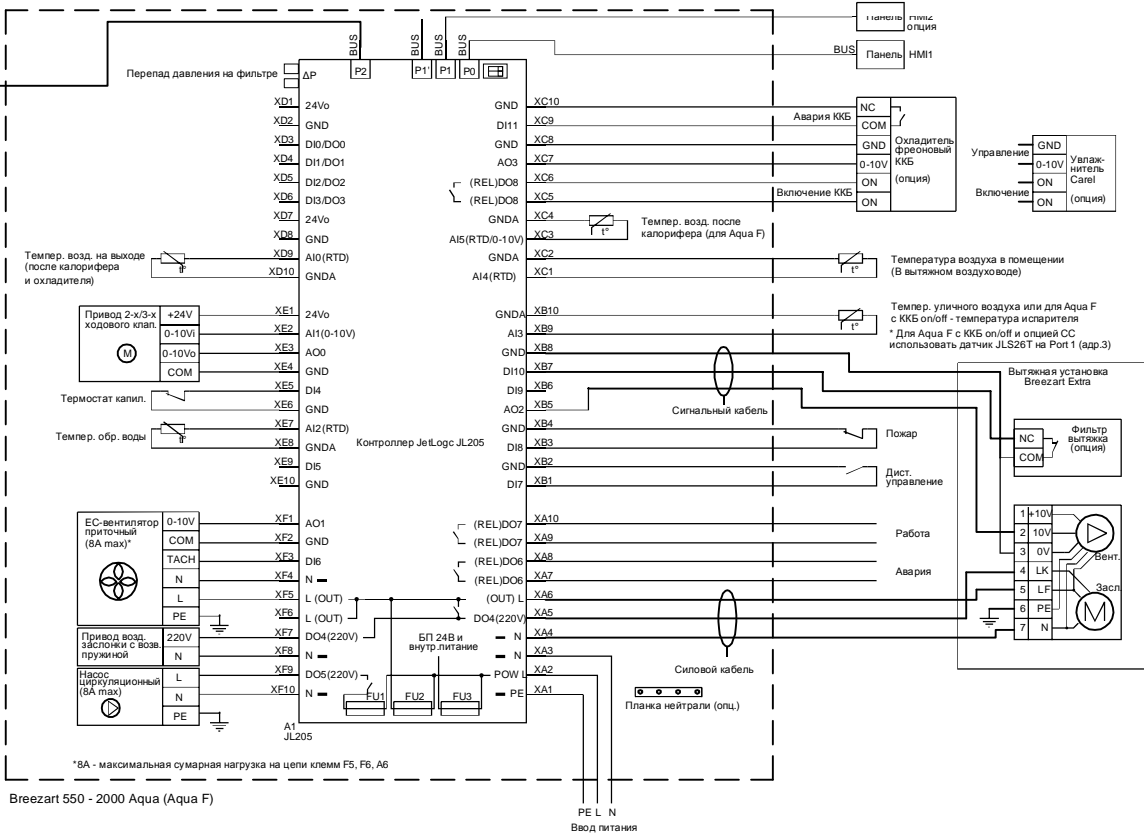 Панель HMI2
опция
BUS
BUS
BUS
BUS
BUS Панель HMI1
Перепад давления на фильтре
ΔP
P2
P1'
P1
P0
XD1 24Vo
XD2 GND
XD3 DI0/DO0
XD4 DI1/DO1
XD5 DI2/DO2
XD6 DI3/DO3
XD7 24Vo
XD8 GND
XD9 AI0(RTD)
XD10 GNDA
Темпер. возд. на выходе
(после калорифера
и охладителя)
t°
XE1 24Vo
XE2 AI1(0-10V)
XE3 AO0
XE4 GND
XE5 DI4
XE6 GND
XE7 AI2(RTD)
XE8 GNDA
XE9 DI5
XE10 GND
Привод 2-х/3-х
ходового клап.
M
+24V
0-10Vi
0-10Vo
COM
Термостат капил.
Темпер. обр. воды
t°
Контроллер JetLogc JL205
XF1 AO1
XF2 GND
XF3 DI6
XF4 N
XF5 L (OUT)
XF6 L (OUT)
XF7 DO4(220V)
XF8 N
XF9 DO5(220V)
XF10 N
EC-вентилятор
приточный
(8A max)*
0-10V
COM
TACH
N
L
PE
Привод возд.
заслонки с возв.
пружиной
220V
N
Насос
циркуляционный
(8A max)
L
N
PE
БП 24В и
внутр.питание
FU1
FU2
FU3
A1
JL205
GND XC10
DI11 XC9
GND XC8
AO3 XC7
(REL)DO8 XC6
(REL)DO8 XC5
GNDA XC4
AI5(RTD/0-10V) XC3
GNDA XC2
AI4(RTD) XC1
GNDA XB10
AI3 XB9
GND XB8
DI10 XB7
DI9 XB6
AO2 XB5
GND XB4
DI8 XB3
GND XB2
DI7 XB1
(REL)DO7 XA10
(REL)DO7 XA9
(REL)DO6 XA8
(REL)DO6 XA7
(OUT) L XA6
DO4(220V) XA5
N XA4
N XA3
POW L XA2
PE XA1
Авария ККБ
Включение ККБ
NC
COM
GND
0-10V
ON
ON
Охладитель
фреоновый
ККБ
(опция)
Управление
Включение
GND
0-10V
ON
ON
Увлаж-
нитель
Carel
(опция)
t°
Темпер. возд. после
калорифера (для Aqua F)
t°
Температура воздуха в помещении
(В вытяжном воздуховоде)
t°
Темпер. уличного воздуха или для Aqua F
с ККБ on/off - температура испарителя
* Для Aqua F с ККБ on/off и опцией СС
использовать датчик JLS26T на Port 1 (адр.3)
Вытяжная установка
Breezart Extra
Сигнальный кабель
Пожар
Дист.
управление
Работа
Авария
NC
COM
Фильтр
вытяжка
(опция)
1 +10V
2 10V
3 0V
4 LK
5 LF
6 PE
7 N
Вент.
Засл.
M
Силовой кабель
Планка нейтрали (опц.)
*8А - максимальная сумарная нагрузка на цепи клемм F5, F6, A6
Breezart 550 - 2000 Aqua (Aqua F)
PE L N
Ввод питания